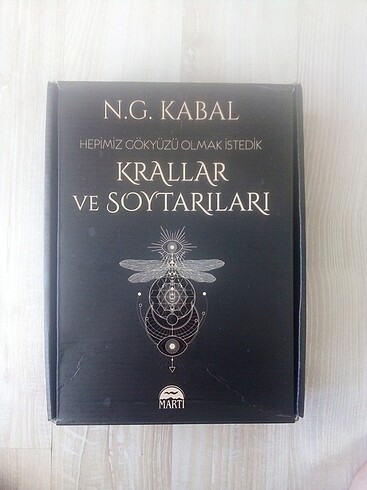 N.G. KABAL
HEPİMİZ GÖKYÜZÜ OLMAK İSTEDİK
KRALLAR
VE SOYTARILARI
MARTI